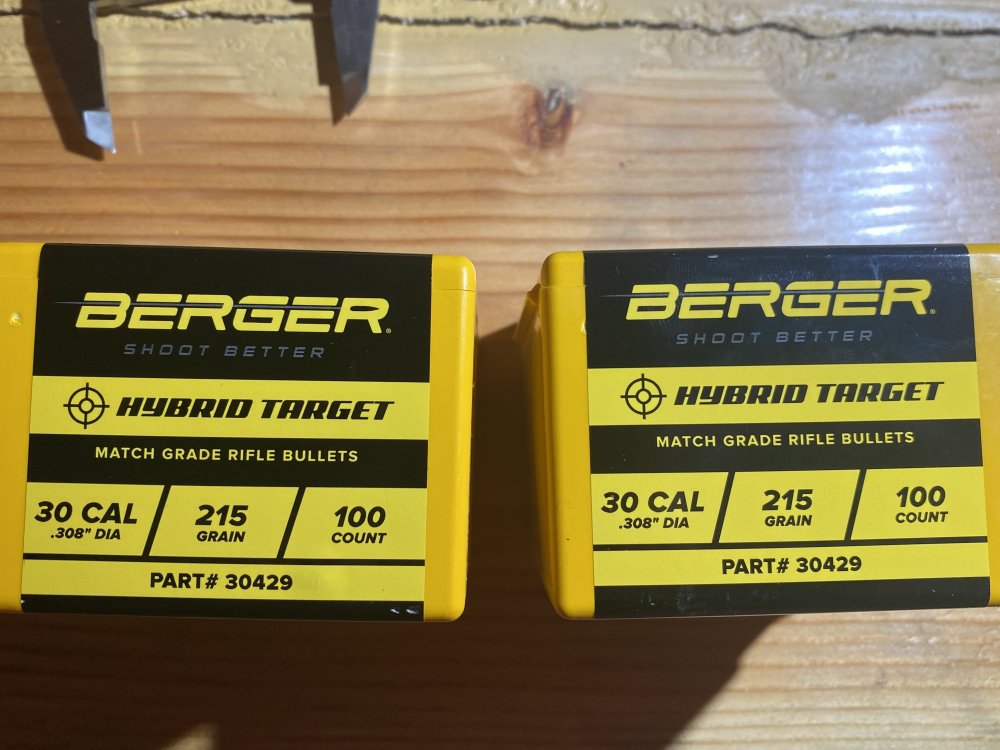 BERGER.
SHOOT BETTER
HYBRID TARGET
MATCH GRADE RIFLE BULLETS
30 CAL
.308" DIA
215
GRAIN
100
COUNT
PART# 30429
BERGER.
SHOOT BETTER
HYBRID TARGET
MATCH GRADE RIFLE BULLETS
30 CAL
.308" DIA
215
GRAIN
100
COUNT
PART# 30429